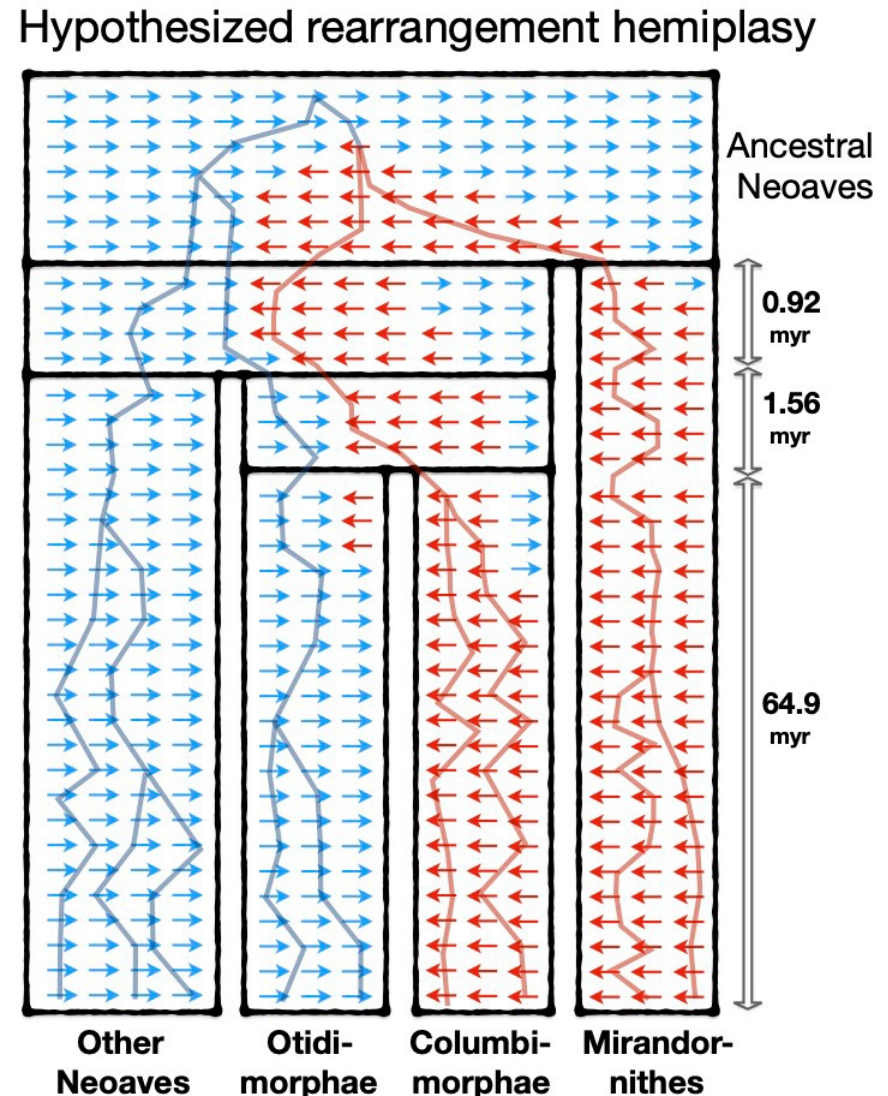 Hypothesized rearrangement hemiplasy
Ancestral
Neoaves
0.92
myr
1.56
myr
64.9
myr
Other
Neoaves
Otidi-
morphae
Columbi-
morphae
Mirandor-
nithes